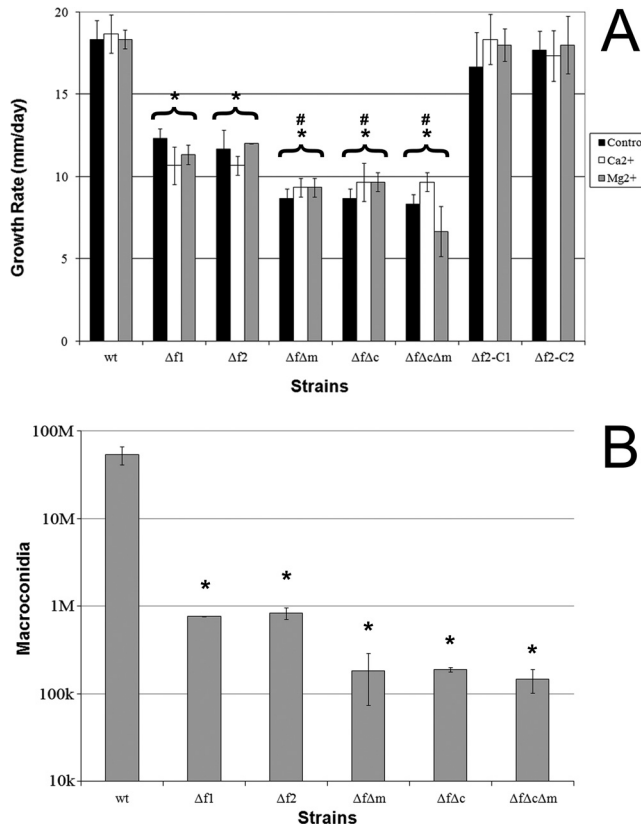 A
20
15
10
5
0
Growth Rate (mm/day)
* * # * # * # *
Control
Ca2+
Mg2+
wt Δf1 Δf2 ΔfΔm ΔfΔc ΔfΔcΔm Δf2-C1 Δf2-C2
Strains
B
100M
10M
1M
100k
10k
Macroconidia
* * * * *
wt Δf1 Δf2 ΔfΔm ΔfΔc ΔfΔcΔm
Strains